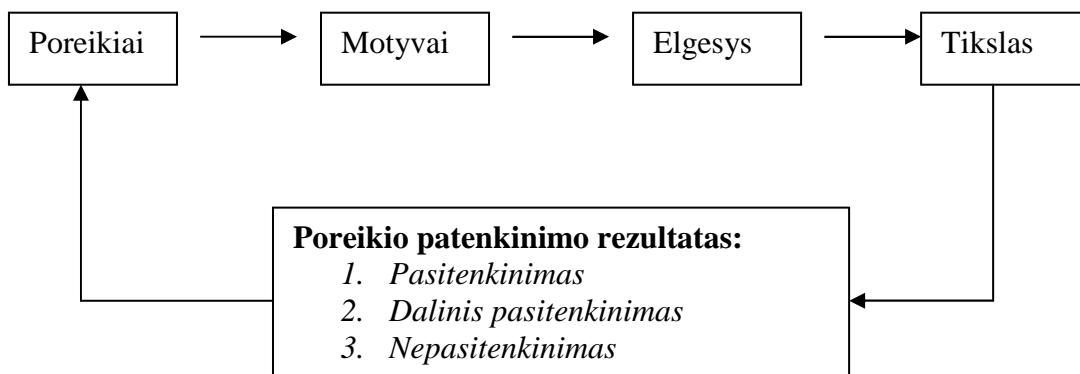 Poreikiai
Motyvai
Elgesys
Tikslas
Poreikio patenkinimo rezultatas:
1. Pasitenkinimas
2. Dalinis pasitenkinimas
3. Nepasitenkinimas